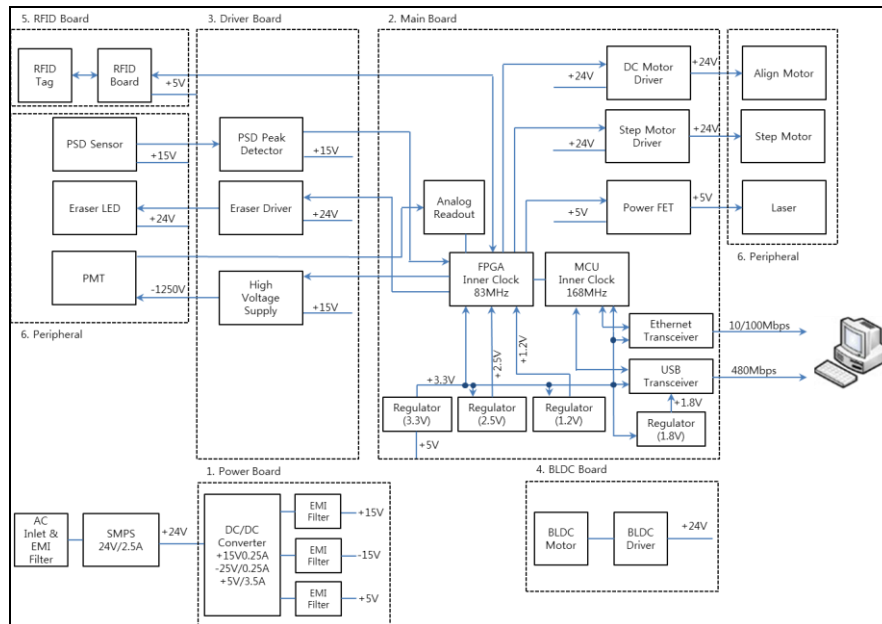 5. RFID Board
3. Driver Board
2. Main Board
RFID
Tag
RFID
Board
+5V
PSD Sensor
+15V
PSD Peak
Detector
+15V
Eraser LED
+24V
Eraser Driver
+24V
PMT
-1250V
High
Voltage
Supply
+15V
6. Peripheral
Analog
Readout
FPGA
Inner Clock
83MHz
MCU
Inner Clock
168MHz
+24V
DC Motor
Driver
+24V
Align Motor
+24V
Step Motor
Driver
+24V
Step Motor
+5V
Power FET
+5V
Laser
6. Peripheral
Ethernet
Transceiver
10/100Mbps
USB
Transceiver
480Mbps
+3.3V
+2.5V
+1.2V
+1.8V
Regulator
(3.3V)
Regulator
(2.5V)
Regulator
(1.2V)
Regulator
(1.8V)
+5V
1. Power Board
AC
Inlet &
EMI
Filter
SMPS
24V/2.5A
+24V
DC/DC
Converter
+15V0.25A
-25V/0.25A
+5V/3.5A
EMI
Filter
+15V
EMI
Filter
-15V
EMI
Filter
+5V
4. BLDC Board
BLDC
Motor
BLDC
Driver
+24V